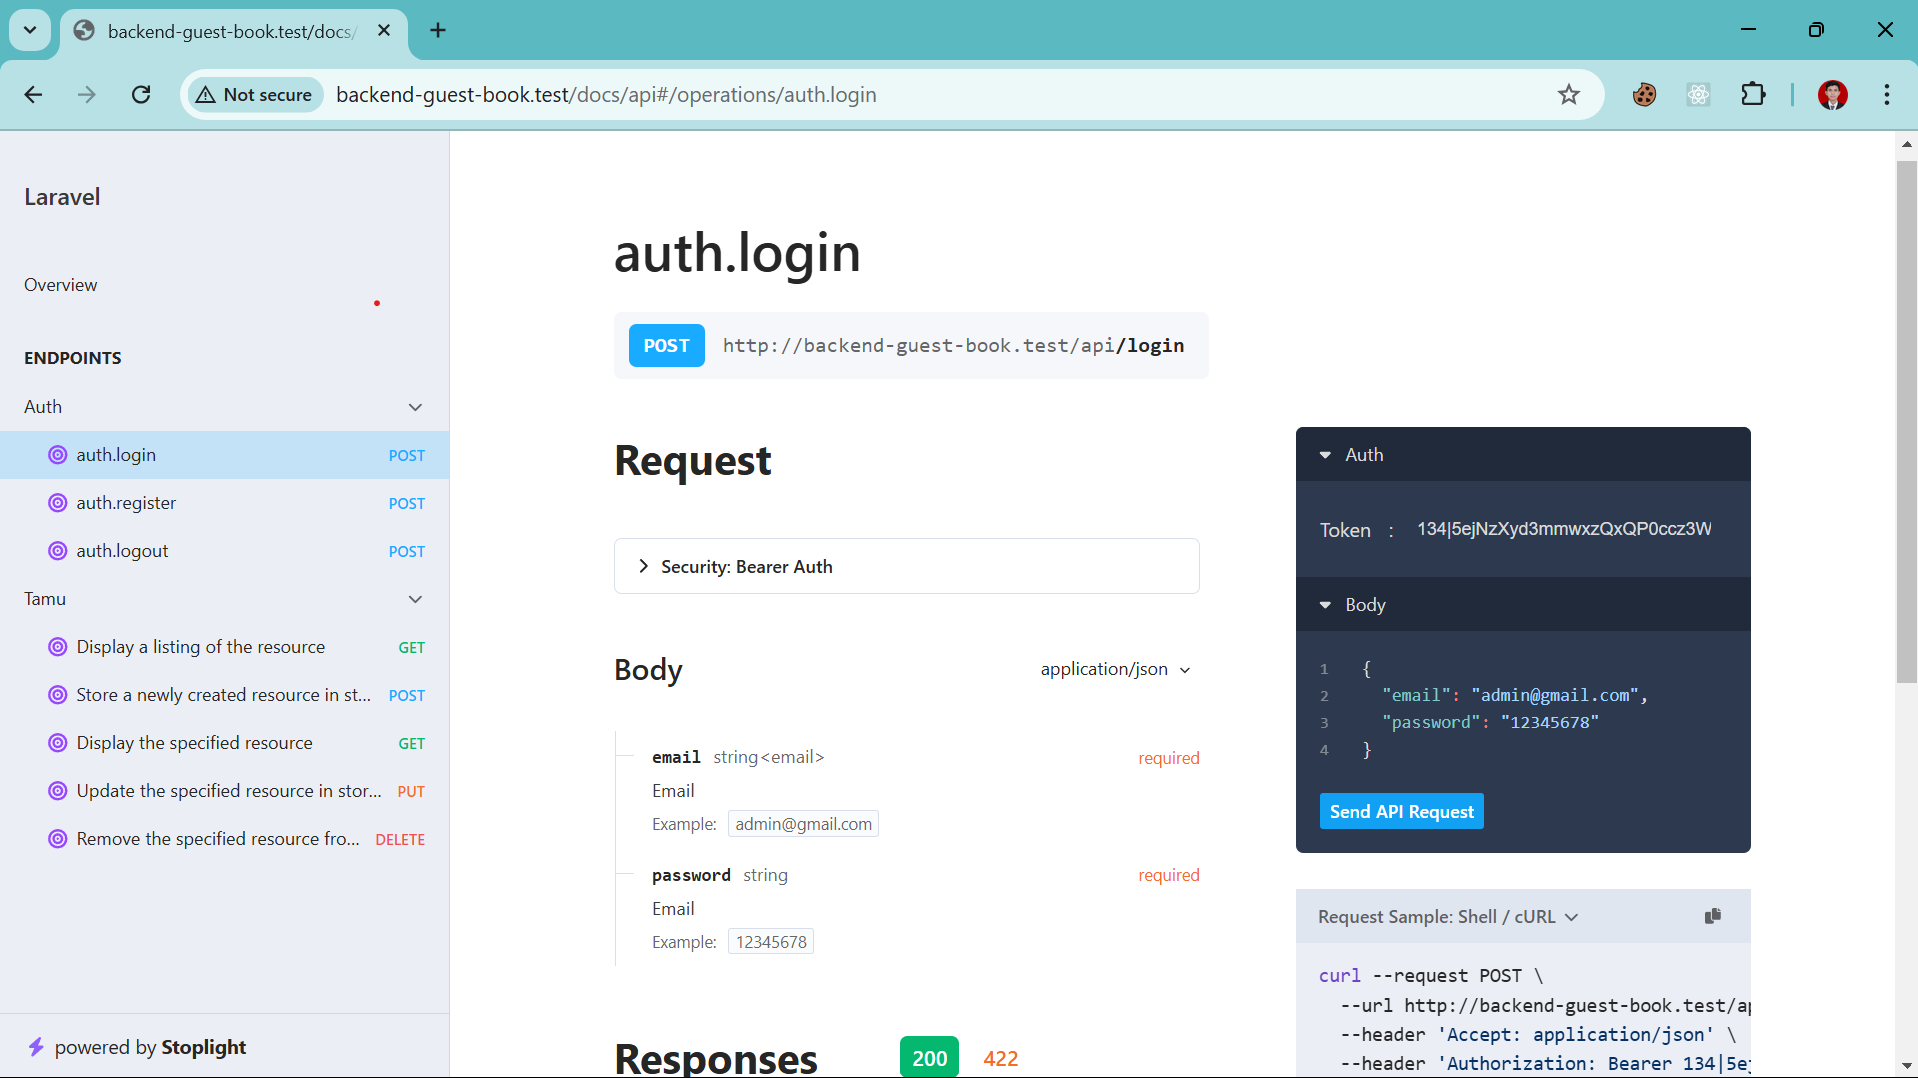 backend-guest-book.test/docs/
Not secure
backend-guest-book.test/docs/api#/operations/auth.login
Laravel
Overview
ENDPOINTS
Auth
auth.login POST
auth.register POST
auth.logout POST
Tamu
Display a listing of the resource GET
Store a newly created resource in st... POST
Display the specified resource GET
Update the specified resource in stor... PUT
Remove the specified resource fro... DELETE
powered by Stoplight
auth.login
POST http://backend-guest-book.test/api/login
Request
Security: Bearer Auth
Body application/json
email string<email> required
Email
Example: admin@gmail.com
password string required
Email
Example: 12345678
Responses 200 422
Auth
Token : 134|5ejNzXyd3mmwxzQxQP0ccz3W
Body
1 {
2 "email": "admin@gmail.com",
3 "password": "12345678"
4 }
Send API Request
Request Sample: Shell / cURL
curl --request POST \
--url http://backend-guest-book.test/ap
--header 'Accept: application/json' \
--header 'Authorization: Bearer 134|5ej